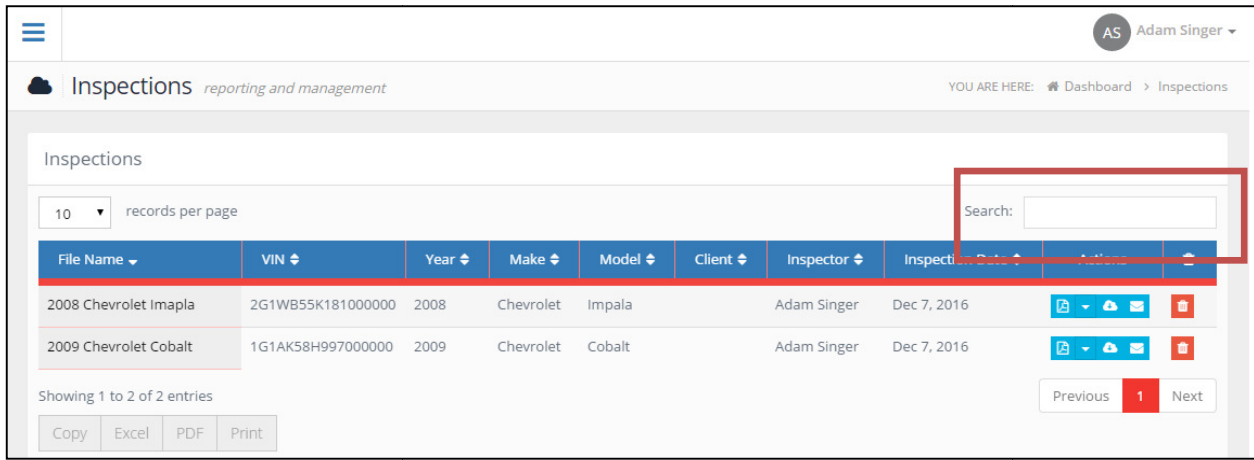 AS Adam Singer
Inspections reporting and management YOU ARE HERE: Dashboard > Inspections
Inspections
10 records per page Search:
File Name VIN Year Make Model Client Inspector Inspection Date Actions
2008 Chevrolet Imapla 2G1WB55K181000000 2008 Chevrolet Impala Adam Singer Dec 7, 2016
2009 Chevrolet Cobalt 1G1AK58H997000000 2009 Chevrolet Cobalt Adam Singer Dec 7, 2016
Showing 1 to 2 of 2 entries Previous 1 Next
Copy Excel PDF Print